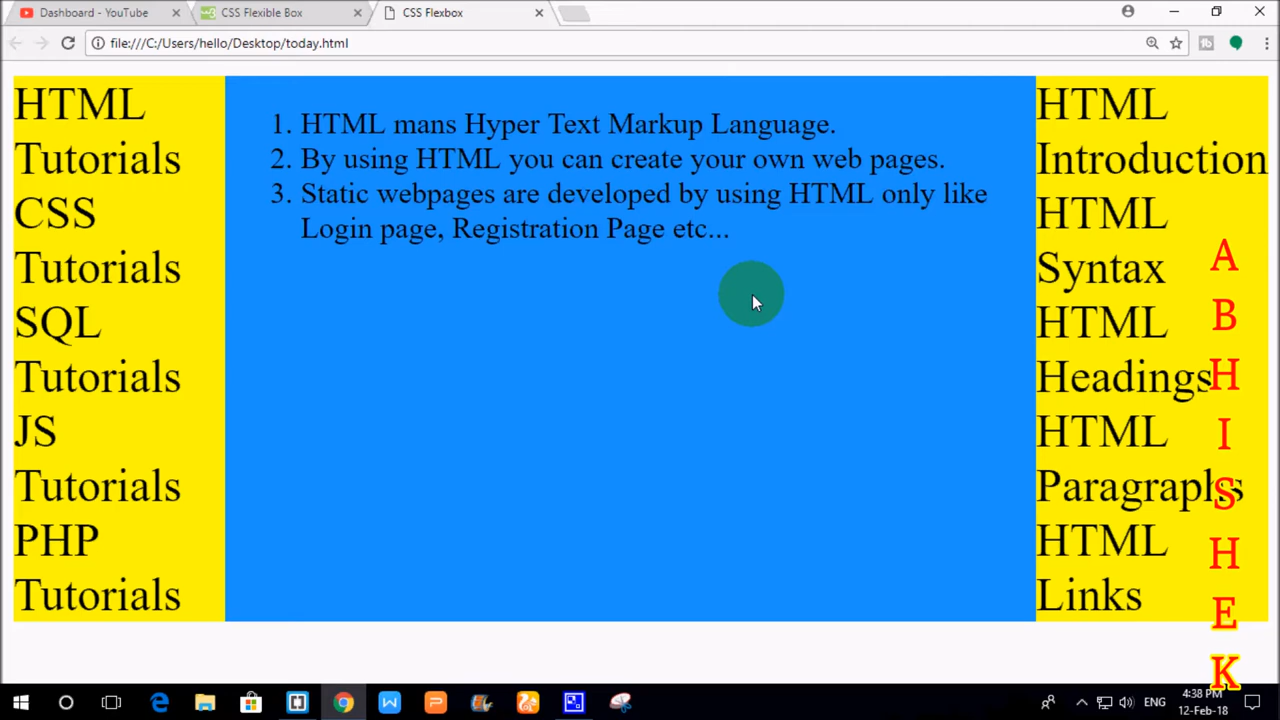 Dashboard - YouTube
CSS Flexible Box
CSS Flexbox
file:///C:/Users/hello/Desktop/today.html
HTML
Tutorials
CSS
Tutorials
SQL
Tutorials
JS
Tutorials
PHP
Tutorials
1. HTML mans Hyper Text Markup Language.
2. By using HTML you can create your own web pages.
3. Static webpages are developed by using HTML only like
Login page, Registration Page etc...
HTML
Introduction
HTML
Syntax
HTML
Headings
HTML
Paragraphs
HTML
Links
A
B
H
I
S
H
E
K
ENG
4:38 PM
12-Feb-18